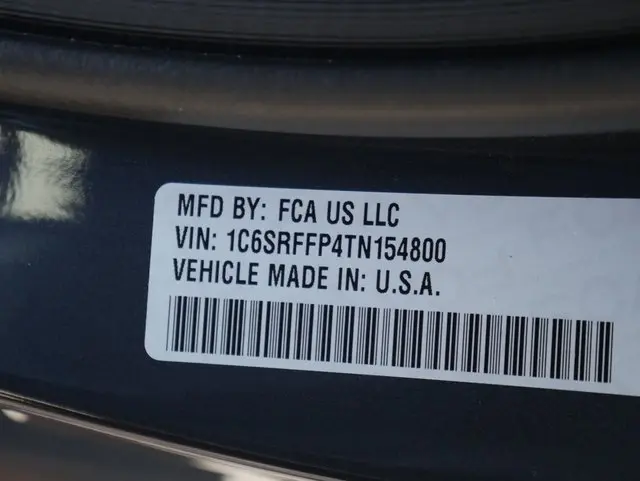 MFD BY: FCA US LLC
VIN: 1C6SRFFP4TN154800
VEHICLE MADE IN: U.S.A.